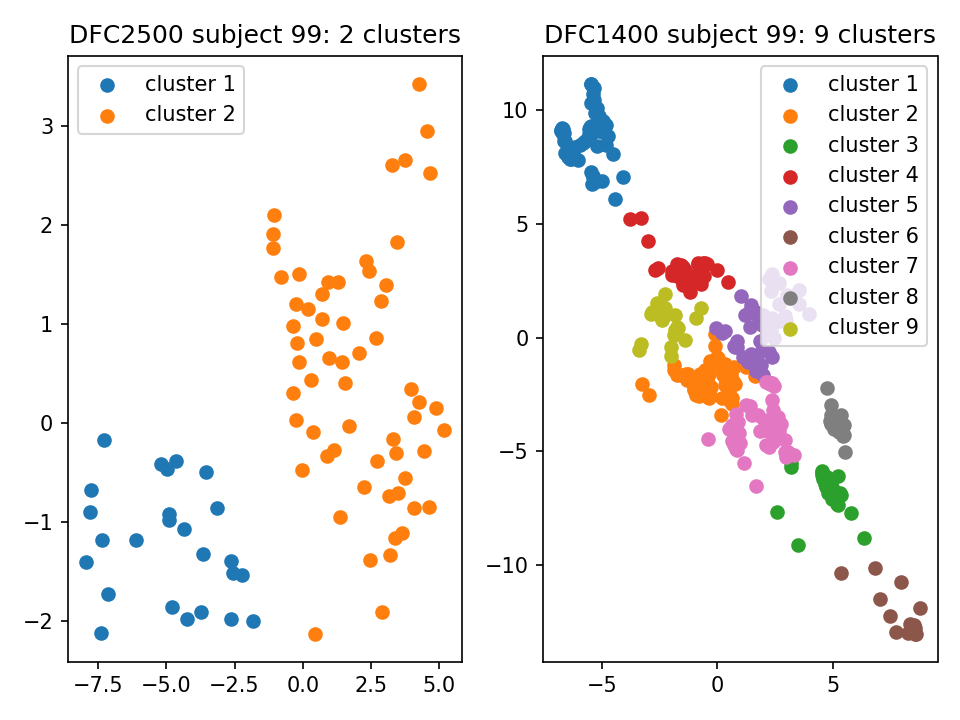 DFC2500 subject 99: 2 clusters
cluster 1
cluster 2
3
2
1
0
−1
−2
−7.5 −5.0 −2.5 0.0 2.5 5.0
DFC1400 subject 99: 9 clusters
cluster 1
cluster 2
cluster 3
cluster 4
cluster 5
cluster 6
cluster 7
cluster 8
cluster 9
10
5
0
−5
−10
−5 0 5